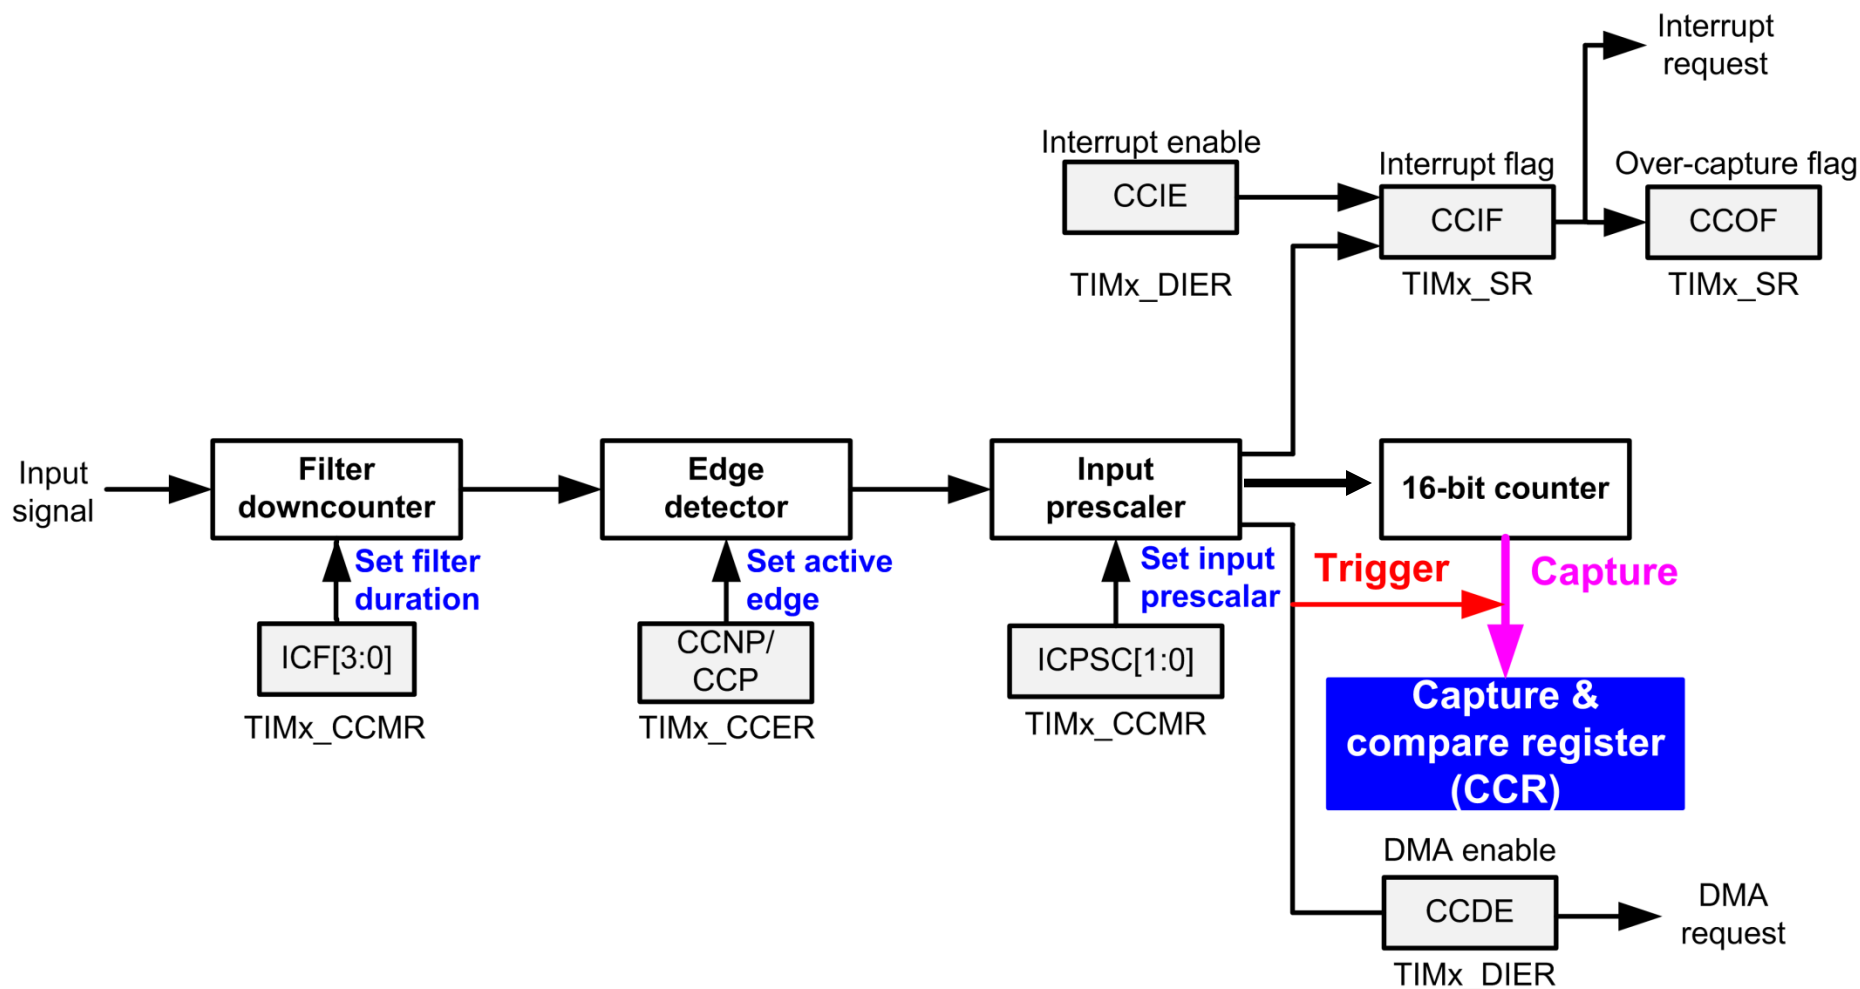 Interrupt
request
Interrupt enable
CCIE
TIMx_DIER
Interrupt flag
CCIF
TIMx_SR
Over-capture flag
CCOF
TIMx_SR
Input
signal
Filter
downcounter
Set filter
duration
ICF[3:0]
TIMx_CCMR
Edge
detector
Set active
edge
CCNP/
CCP
TIMx_CCER
Input
prescaler
Set input
prescalar
ICPSC[1:0]
TIMx_CCMR
16-bit counter
Trigger
Capture
Capture &
compare register
(CCR)
DMA enable
CCDE
TIMx_DIER
DMA
request